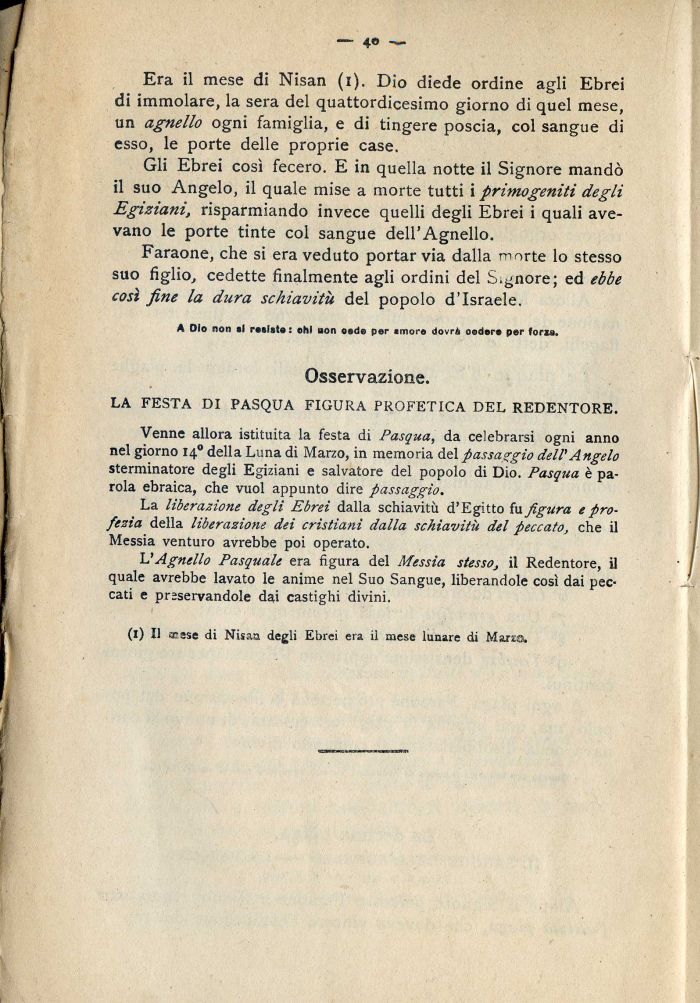 — 40 —
Era il mese di Nisan (1). Dio diede ordine agli Ebrei
di immolare, la sera del quattordicesimo giorno di quel mese,
un agnello ogni famiglia, e di tingere poscia, col sangue di
esso, le porte delle proprie case.
Gli Ebrei così fecero. E in quella notte il Signore mandò
il suo Angelo, il quale mise a morte tutti i primogeniti degli
Egiziani, risparmiando invece quelli degli Ebrei i quali ave-
vano le porte tinte col sangue dell'Agnello.
Faraone, che si era veduto portar via dalla morte lo stesso
suo figlio, cedette finalmente agli ordini del Signore; ed ebbe
così fine la dura schiavitù del popolo d'Israele.
A Dio non si resiste: chi non cede per amore dovrà cedere per forza.
Osservazione.
LA FESTA DI PASQUA FIGURA PROFETICA DEL REDENTORE.
Venne allora istituita la festa di Pasqua, da celebrarsi ogni anno
nel giorno 14º della Luna di Marzo, in memoria del passaggio dell'Angelo
sterminatore degli Egiziani e salvatore del popolo di Dio. Pasqua è pa-
rola ebraica, che vuol appunto dire passaggio.
La liberazione degli Ebrei dalla schiavitù d'Egitto fu figura e pro-
fezia della liberazione dei cristiani dalla schiavitù del peccato, che il
Messia venturo avrebbe poi operato.
L'Agnello Pasquale era figura del Messia stesso, il Redentore, il
quale avrebbe lavato le anime nel Suo Sangue, liberandole così dai pec-
cati e preservandole dai castighi divini.
(1) Il mese di Nisan degli Ebrei era il mese lunare di Marzo.